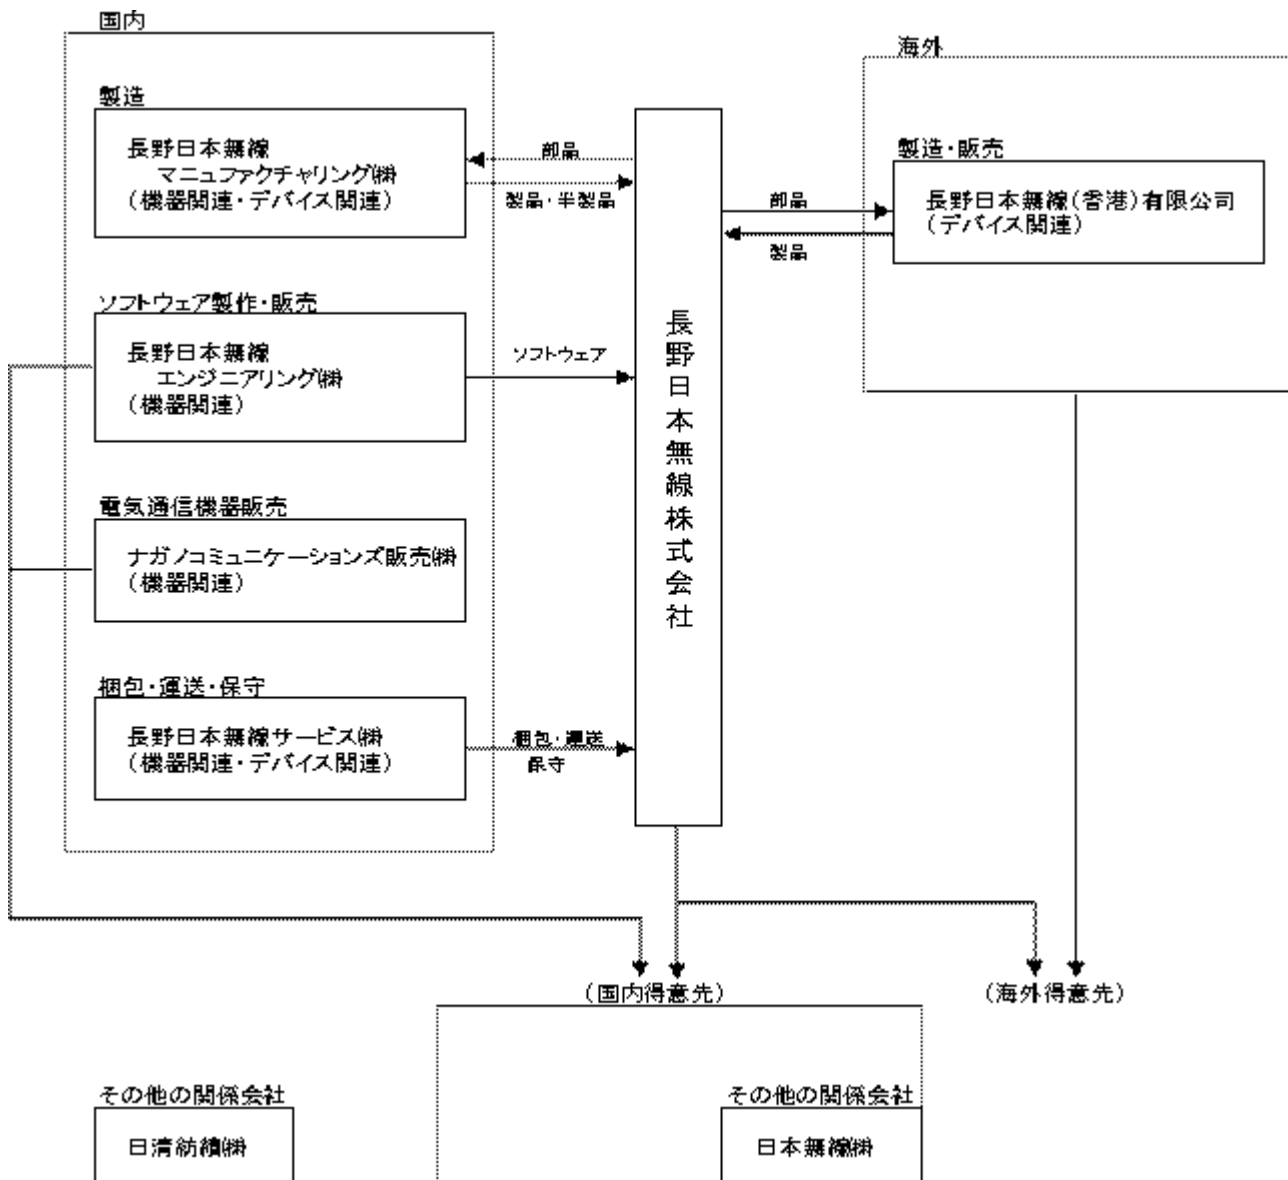 国内
海外
製造
長野日本無線
マニュファクチャリング㈱
(機器関連・デバイス関連)
部品
製品・半製品
製造・販売
長野日本無線(香港)有限公司
(デバイス関連)
部品
製品
ソフトウェア製作・販売
長野日本無線
エンジニアリング㈱
(機器関連)
ソフトウェア
長野日本無線株式会社
電気通信機器販売
ナガノコミュニケーションズ販売㈱
(機器関連)
梱包・運送・保守
長野日本無線サービス㈱
(機器関連・デバイス関連)
梱包・運送
保守
(国内得意先)
(海外得意先)
その他の関係会社
日清紡績㈱
その他の関係会社
日本無線㈱